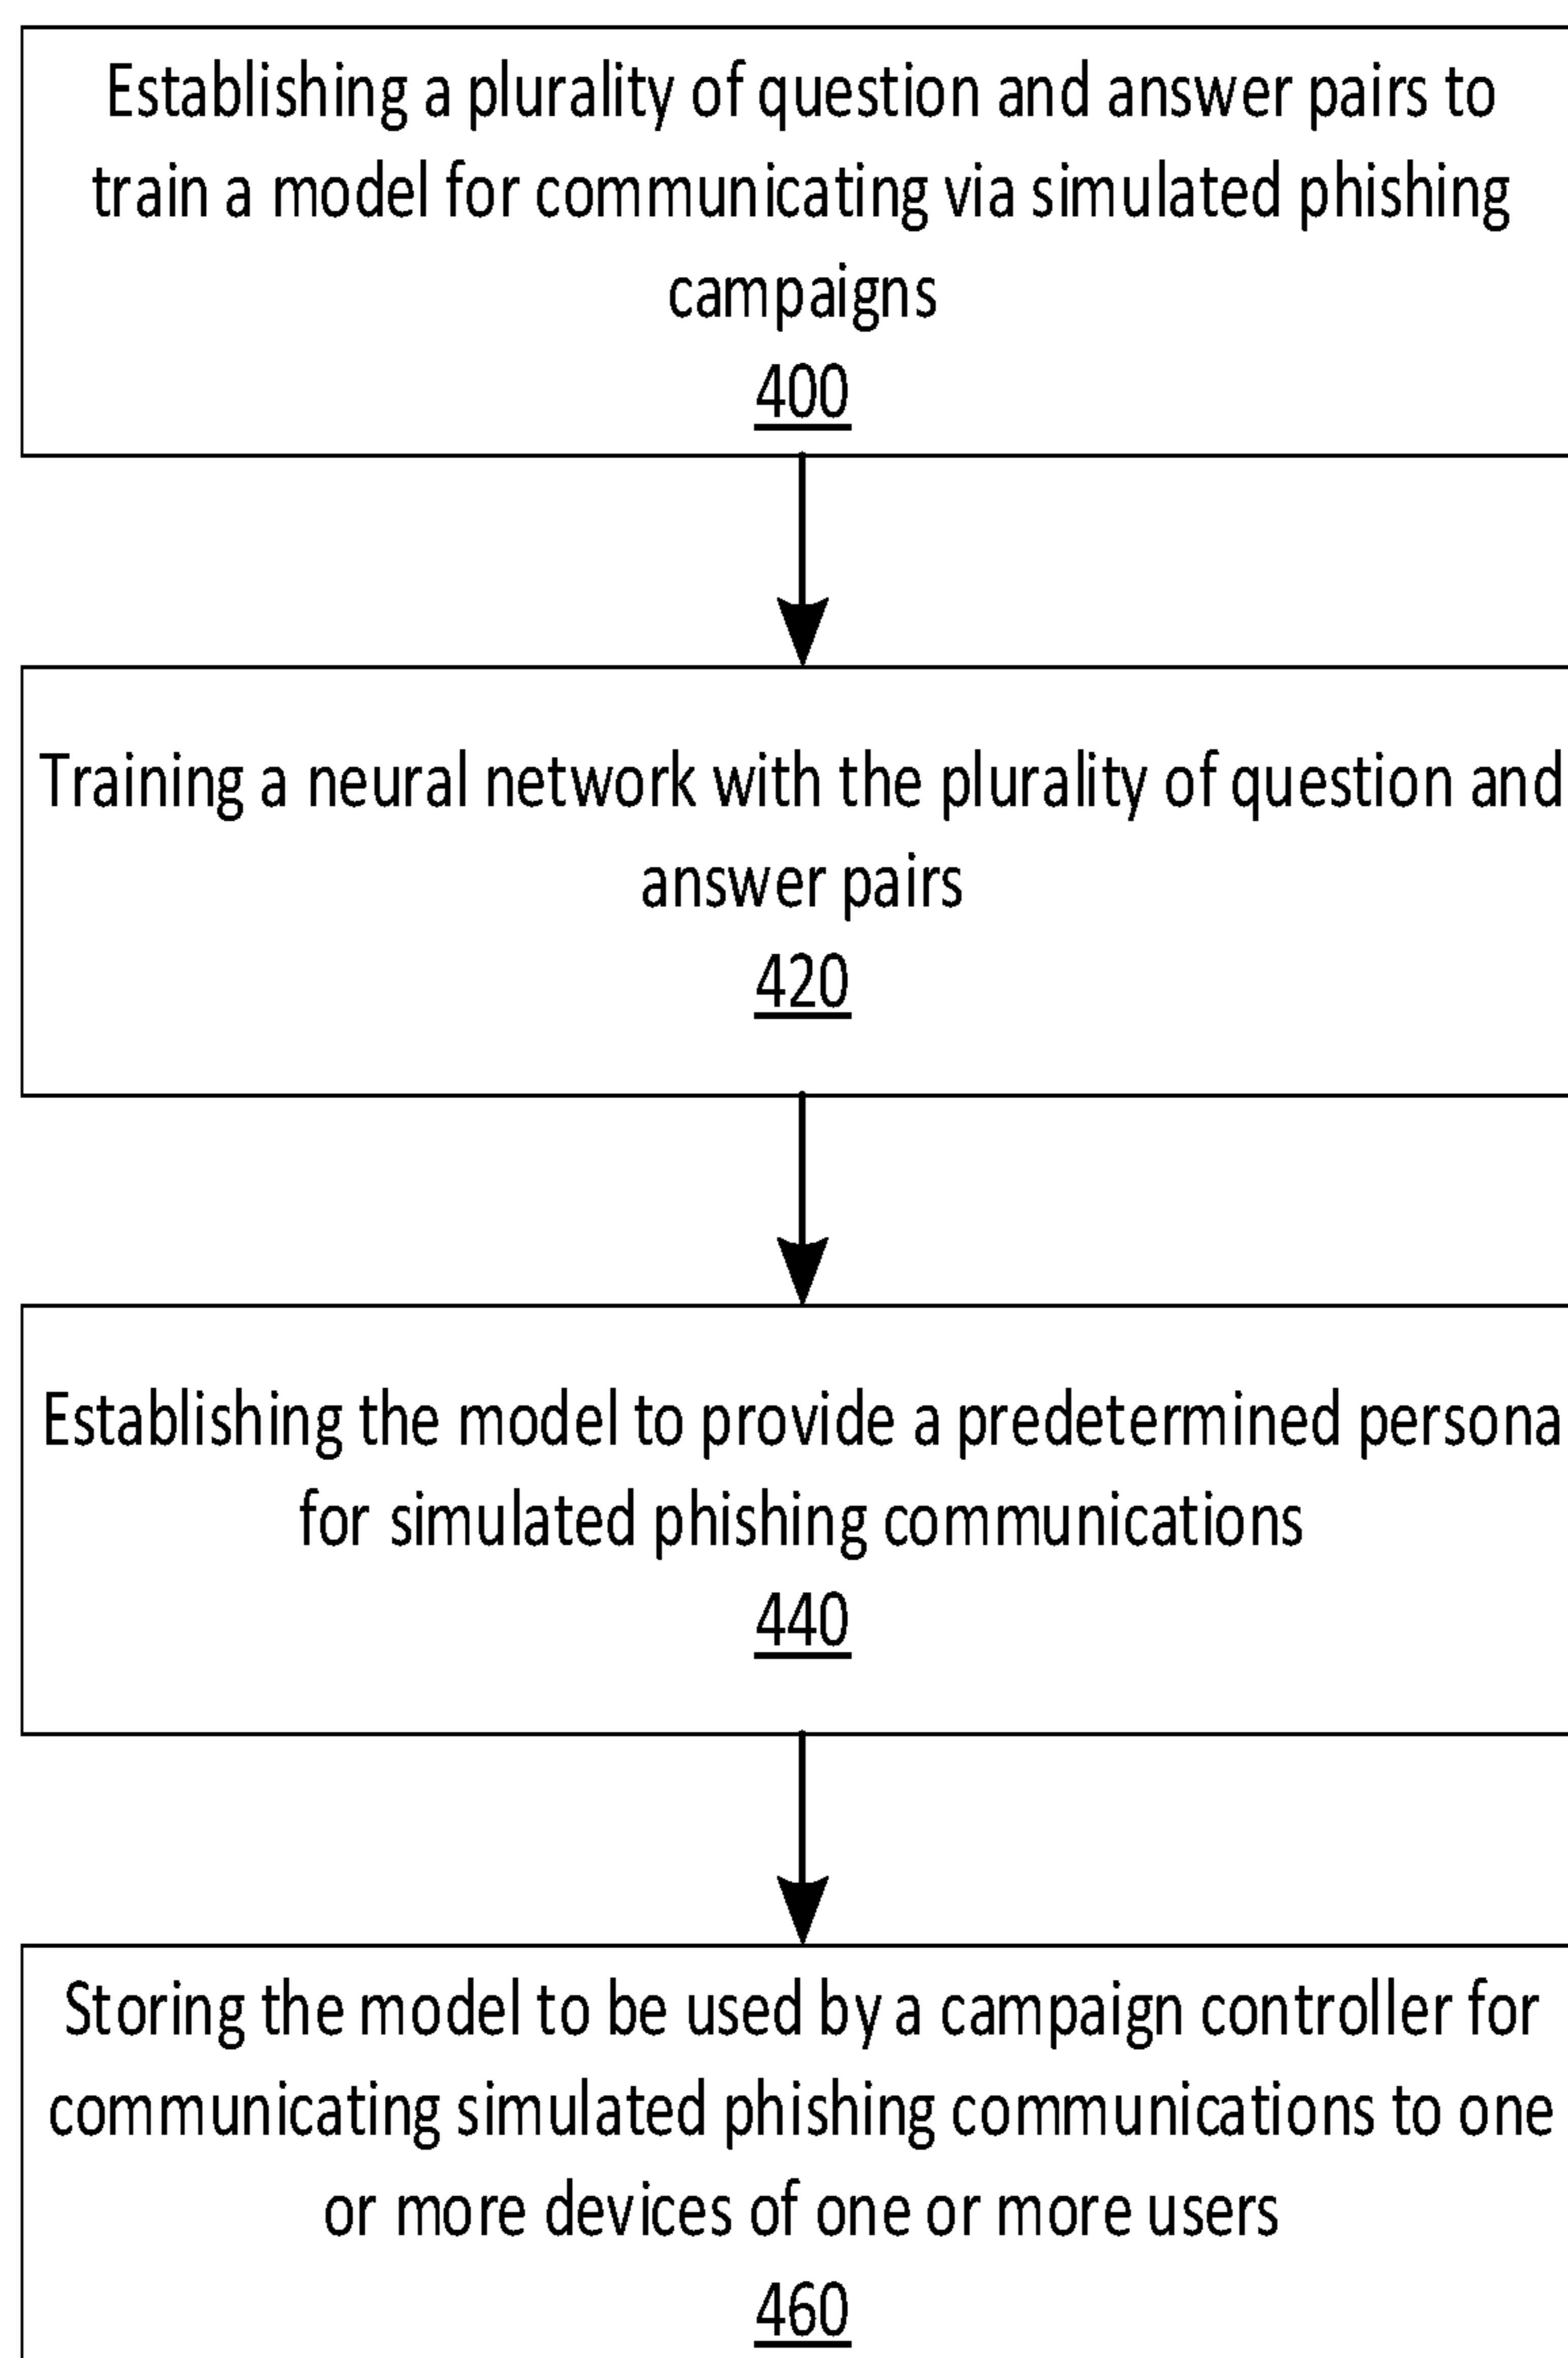 Establishing a plurality of question and answer pairs to
train a model for communicating via simulated phishing
campaigns
400
Training a neural network with the plurality of question and
answer pairs
420
Establishing the model to provide a predetermined persona
for simulated phishing communications
440
Storing the model to be used by a campaign controller for
communicating simulated phishing communications to one
or more devices of one or more users
460